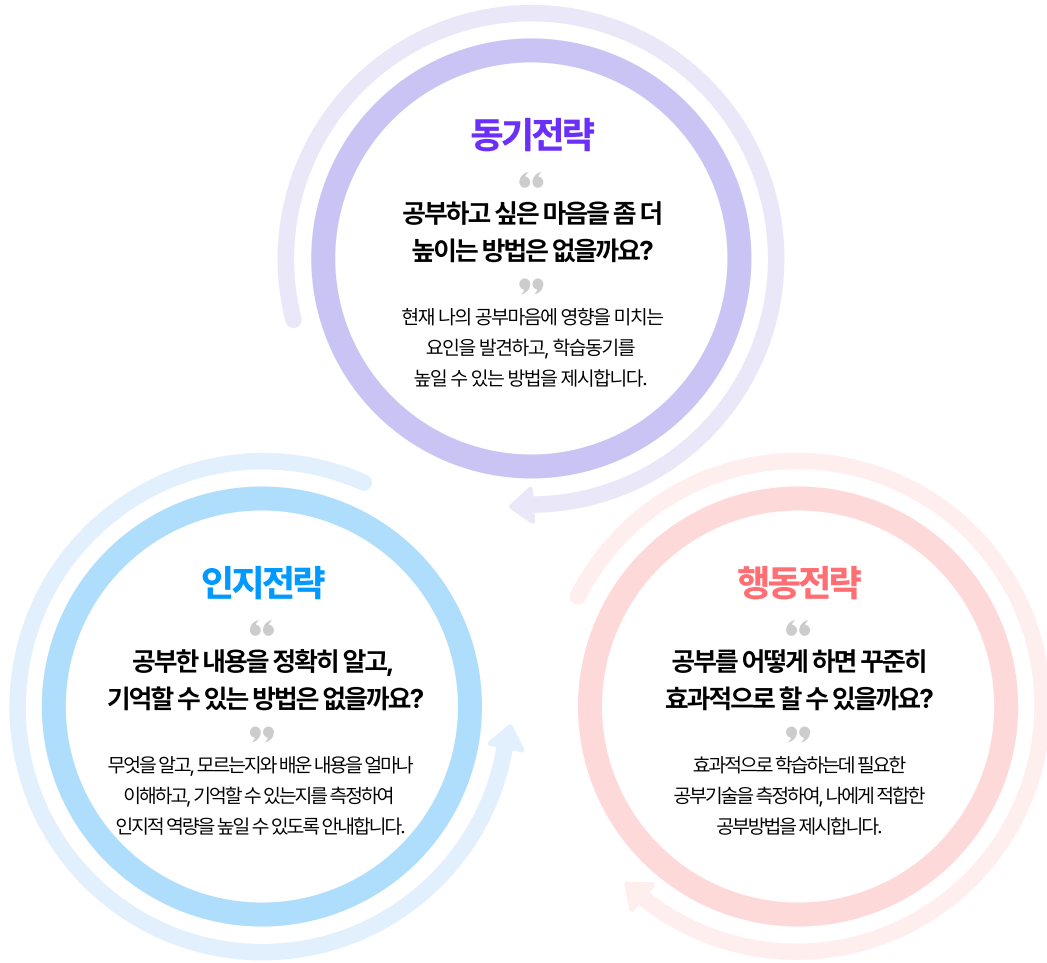 동기전략
❝
공부하고 싶은 마음을 좀 더
높이는 방법은 없을까요?
❞
현재 나의 공부마음에 영향을 미치는
요인을 발견하고, 학습동기를
높일 수 있는 방법을 제시합니다.
인지전략
❝
공부한 내용을 정확히 알고,
기억할 수 있는 방법은 없을까요?
❞
무엇을 알고, 모르는지와 배운 내용을 얼마나
이해하고, 기억할 수 있는지를 측정하여
인지적 역량을 높일 수 있도록 안내합니다.
행동전략
❝
공부를 어떻게 하면 꾸준히
효과적으로 할 수 있을까요?
❞
효과적으로 학습하는데 필요한
공부기술을 측정하여, 나에게 적합한
공부방법을 제시합니다.